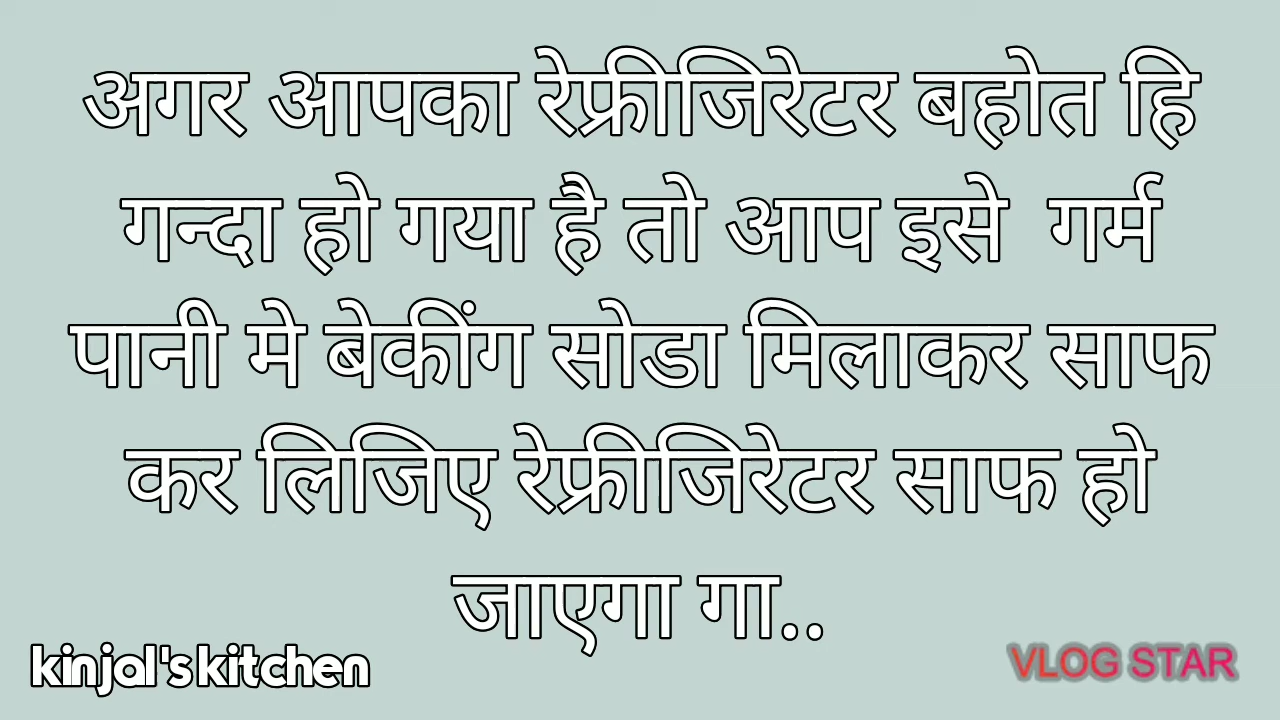 अगर आपका रेफ्रीजिरेटर बहोत हि
गन्दा हो गया है तो आप इसे गर्म
पानी मे बेकींग सोडा मिलाकर साफ
कर लिजिए रेफ्रीजिरेटर साफ हो
जाएगा गा..
kinjal's kitchen
VLOG STAR